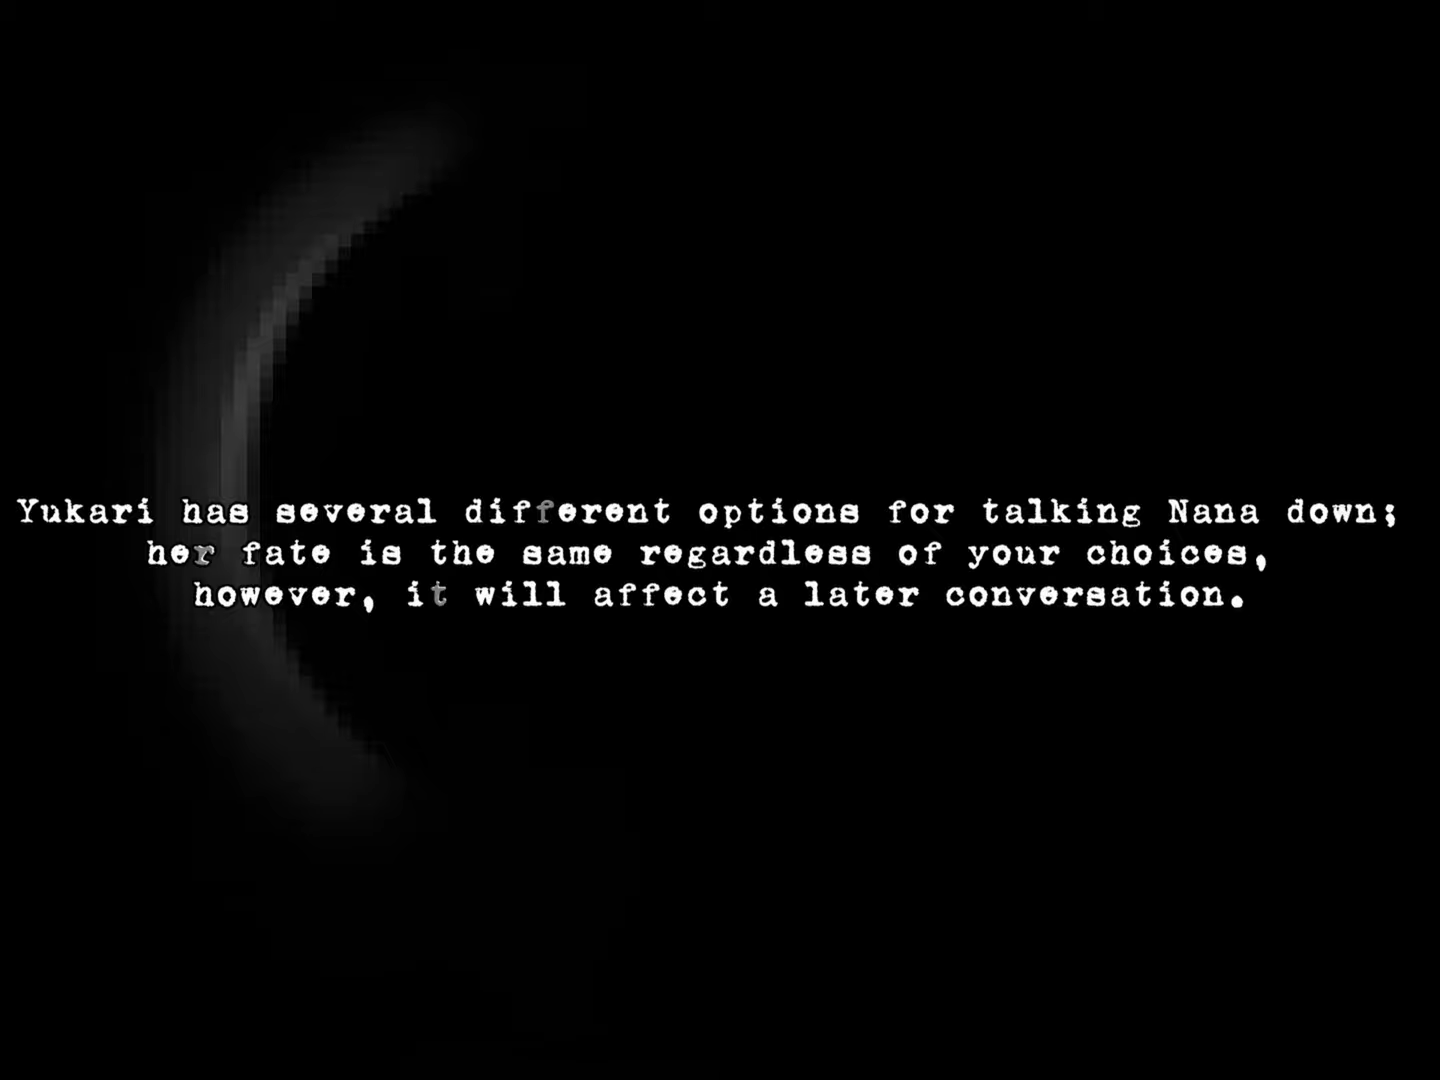 Yukari has several different options for talking Nana down;
her fate is the same regardless of your choices,
however, it will affect a later conversation.